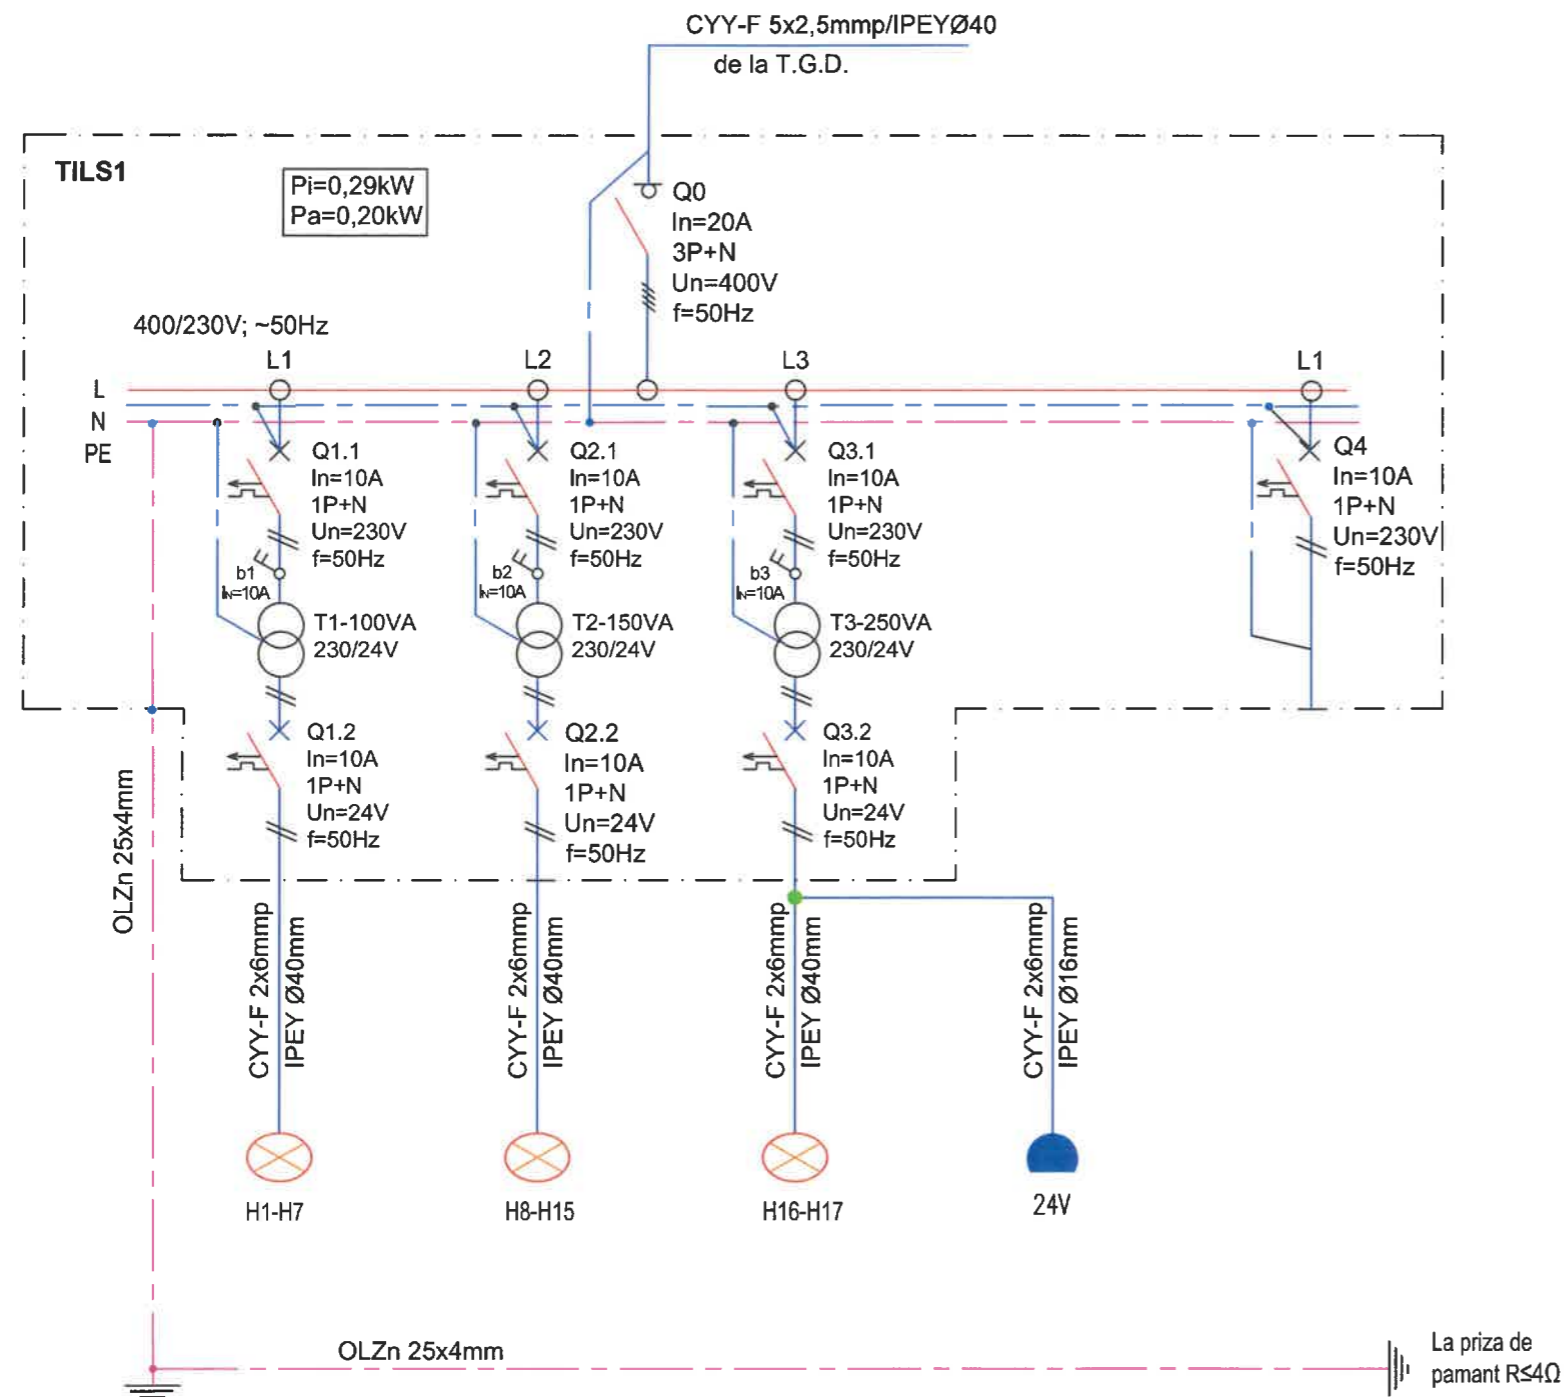 CYY-F 5x2,5mmp/IPEYØ40
de la T.G.D.
TILS1
Pi=0,29kW
Pa=0,20kW
Q0
In=20A
3P+N
Un=400V
f=50Hz
400/230V; ~50Hz
L1
L2
L3
L1
L
N
PE
Q1.1
In=10A
1P+N
Un=230V
f=50Hz
b1
IN=10A
T1-100VA
230/24V
Q1.2
In=10A
1P+N
Un=24V
f=50Hz
Q2.1
In=10A
1P+N
Un=230V
f=50Hz
b2
IN=10A
T2-150VA
230/24V
Q2.2
In=10A
1P+N
Un=24V
f=50Hz
Q3.1
In=10A
1P+N
Un=230V
f=50Hz
b3
IN=10A
T3-250VA
230/24V
Q3.2
In=10A
1P+N
Un=24V
f=50Hz
Q4
In=10A
1P+N
Un=230V
f=50Hz
OLZn 25x4mm
CYY-F 2x6mmp
IPEY Ø40mm
CYY-F 2x6mmp
IPEY Ø40mm
CYY-F 2x6mmp
IPEY Ø40mm
CYY-F 2x6mmp
IPEY Ø16mm
H1-H7
H8-H15
H16-H17
24V
OLZn 25x4mm
La priza de
pamant R≤4Ω